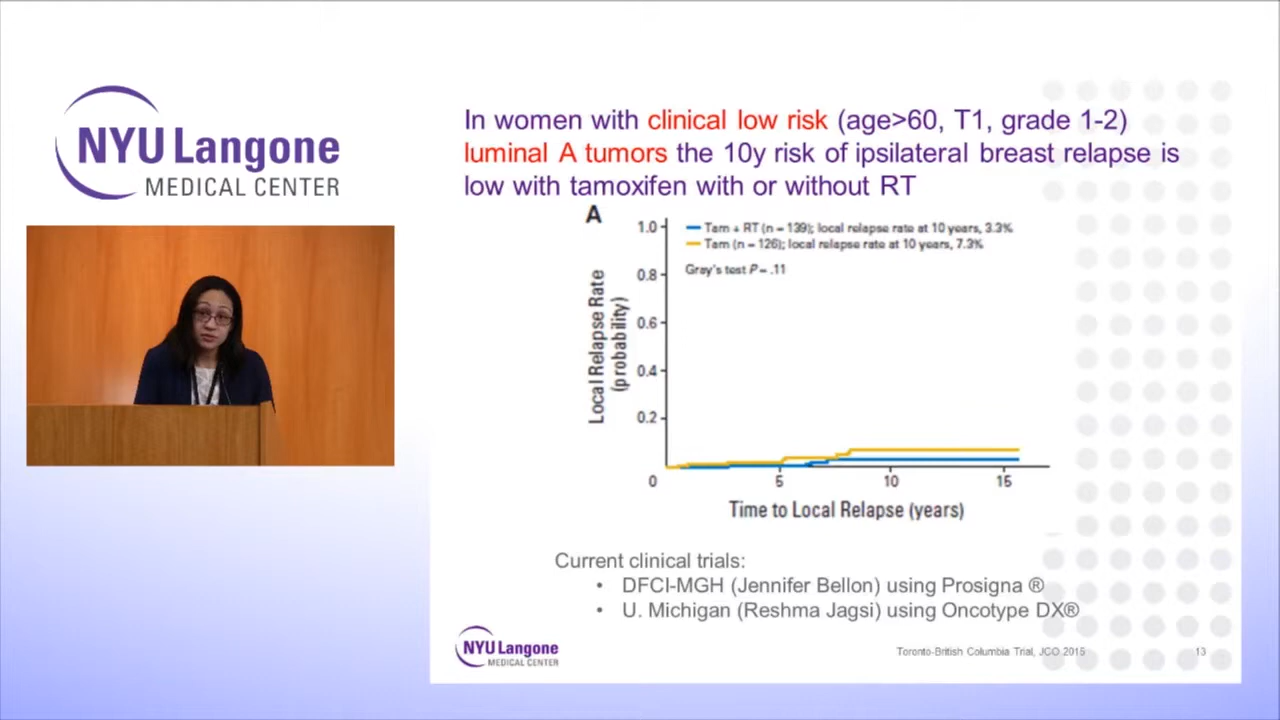 NYU Langone
MEDICAL CENTER
In women with clinical low risk (age>60, T1, grade 1-2)
luminal A tumors the 10y risk of ipsilateral breast relapse is
low with tamoxifen with or without RT
A
Tam + RT (n = 139); local relapse rate at 10 years, 3.3%
Tam (n = 126); local relapse rate at 10 years, 7.3%
Gray's test P = .11
Local Relapse Rate
(probability)
1.0
0.8
0.6
0.4
0.2
0
5
10
15
Time to Local Relapse (years)
Current clinical trials:
• DFCI-MGH (Jennifer Bellon) using Prosigna ®
• U. Michigan (Reshma Jagsi) using Oncotype DX®
NYU Langone
MEDICAL CENTER
Toronto-British Columbia Trial, JCO 2015
13